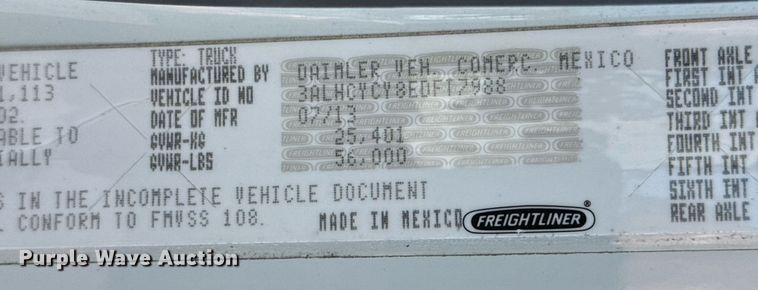 TYPE: TRUCK
VEHICLE MANUFACTURED BY DAIMLER VEH. COMERC. MEXICO FRONT AXLE
1,113 VEHICLE ID NO 3ALHCYCY8EDFT7988 FIRST INT
02. DATE OF MFR 07/13 SECOND INT
ABLE TO GVWR-KG 25,401 THIRD INT
IALLY GVWR-LBS 56,000 FOURTH INT
FIFTH INT
S IN THE INCOMPLETE VEHICLE DOCUMENT SIXTH INT
CONFORM TO FMVSS 108. MADE IN MEXICO FREIGHTLINER® REAR AXLE
Purple Wave Auction